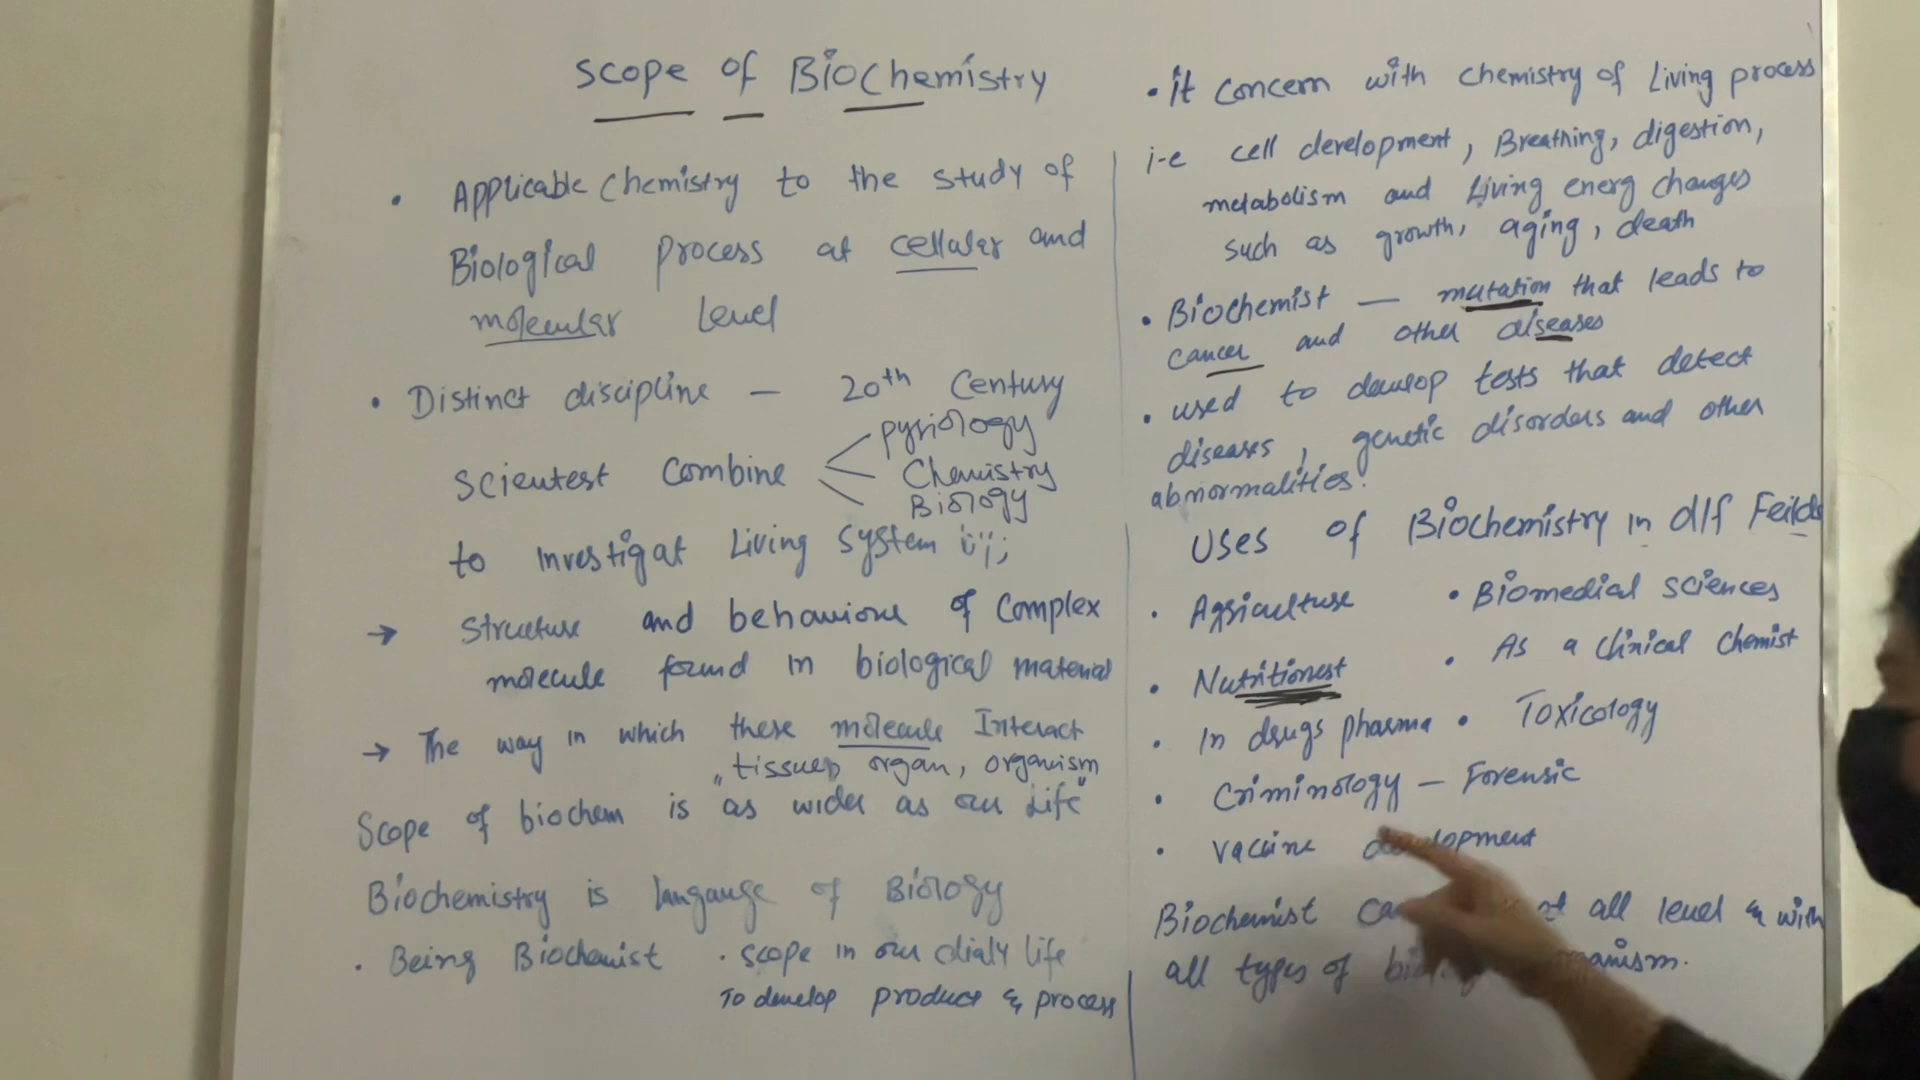 Scope of BioChemistry
• Applicable Chemistry to the study of
Biological process at cellular and
molecular Level
• Distinct discipline — 20th Century
Scientest Combine
pysiology
Chemistry
Biology
to investigat Living System
→ Structure and behaviour of Complex
molecule found in biological material
→ The way in which these molecule Interact
"tissues, organ, organism
Scope of biochem is "as wider as our Life"
Biochemistry is langauge of Biology
• Being Biochemist • scope in our dialy life
To develop product & process
• it concern with chemistry of Living process
i-e cell development, Breathing, digestion,
metabolism and Living energ changes
such as growth, aging, death
• Biochemist — mutation that leads to
cancer and other diseases
• used to develop tests that detect
diseases, genetic disorders and other
abnormalities.
Uses of Biochemistry in dif Feilds
• Agriculture • Biomedial sciences
• Nutritionest • As a clinical chemist
• In drugs pharma • Toxicology
• Criminology – Forensic
• vaccine development
Biochemist all level & with
all types of